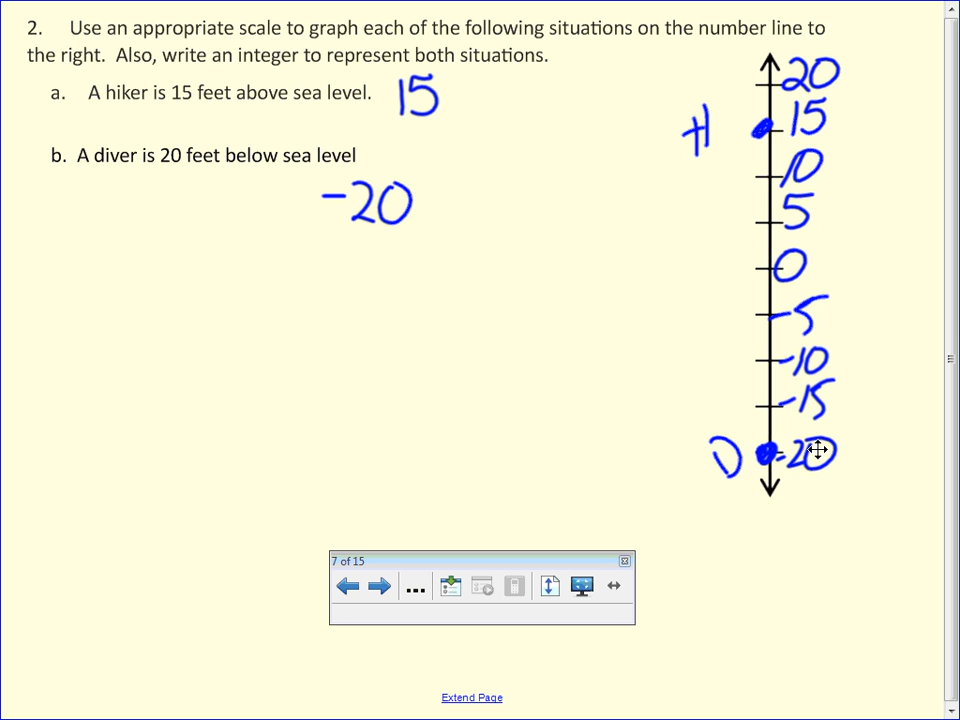 2. Use an appropriate scale to graph each of the following situations on the number line to
the right. Also, write an integer to represent both situations.
a. A hiker is 15 feet above sea level. 15
b. A diver is 20 feet below sea level
-20
20
H 15
10
5
0
-5
-10
-15
D -20
7 of 15
...
Extend Page